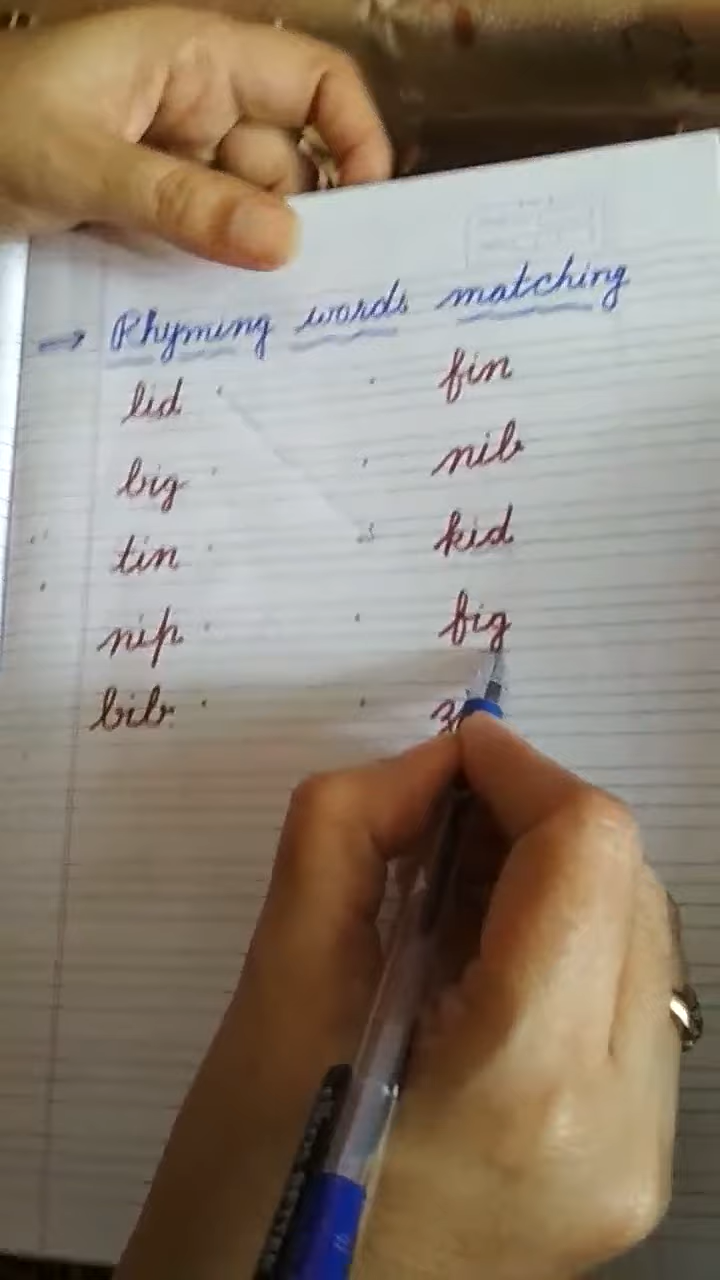 → Rhyming words matching
lid fin
big nib
tin kid
nip fig
bib